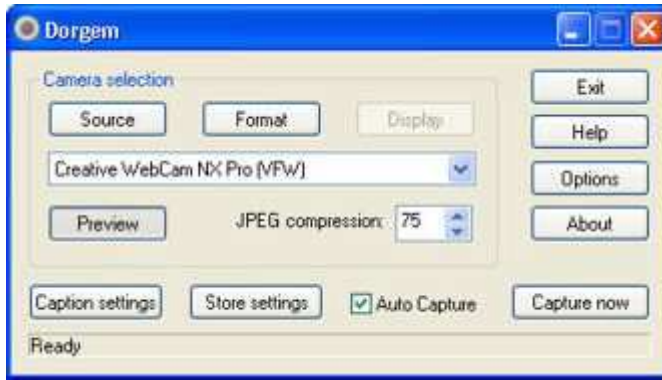 Dorgem
Camera selection
Source Format Display
Exit
Help
Creative WebCam NX Pro (VFW)
Options
Preview JPEG compression: 75
About
Caption settings Store settings Auto Capture Capture now
Ready